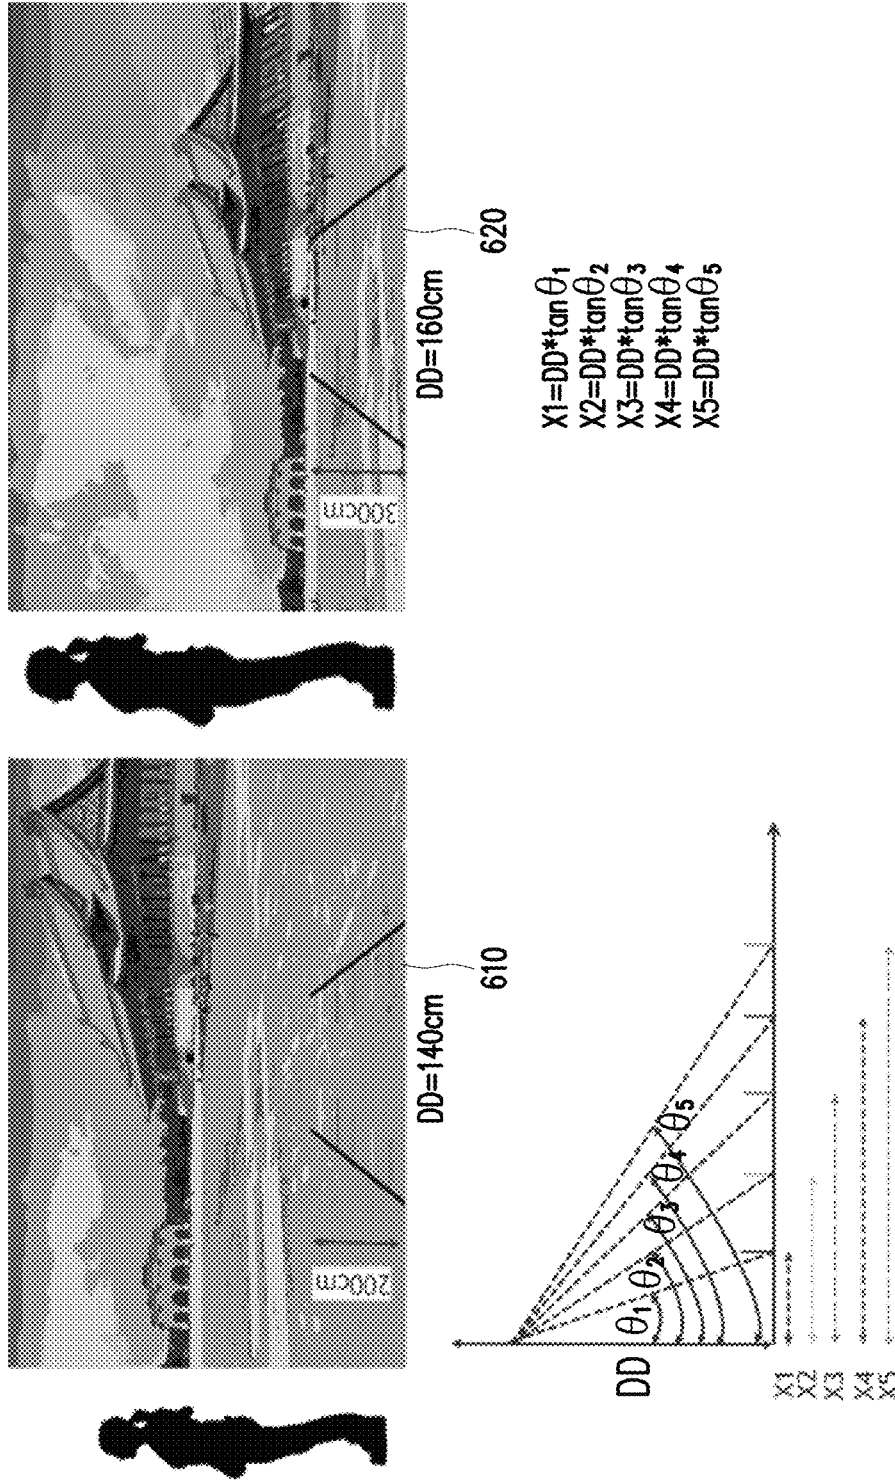 200cm
DD=140cm
610
300cm
DD=160cm
620
DD
θ1
θ2
θ3
θ4
θ5
X1
X2
X3
X4
X5
X1=DD*tanθ1
X2=DD*tanθ2
X3=DD*tanθ3
X4=DD*tanθ4
X5=DD*tanθ5